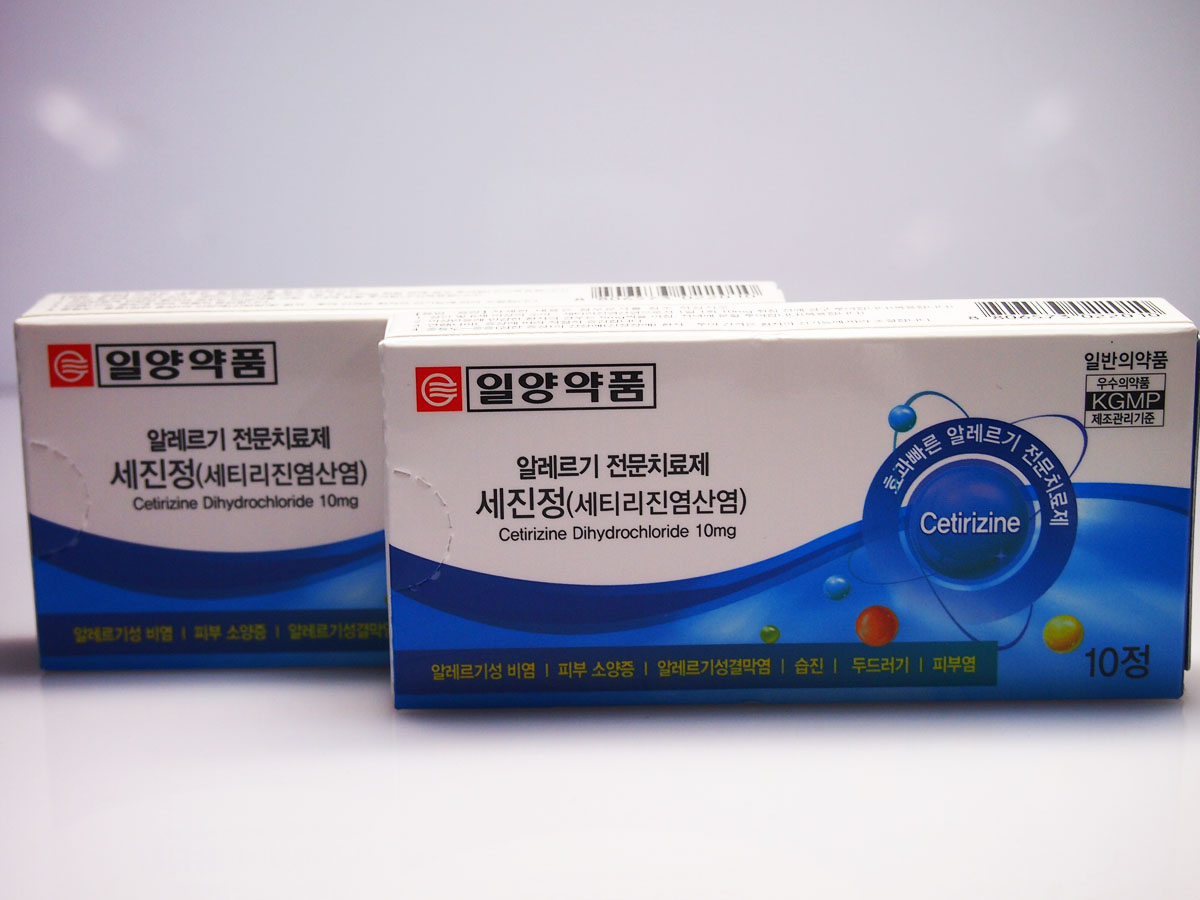 일양약품
알레르기 전문치료제
세진정(세티리진염산염)
Cetirizine Dihydrochloride 10mg
알레르기성 비염 | 피부 소양증 | 알레르기성결막염
일양약품
알레르기 전문치료제
세진정(세티리진염산염)
Cetirizine Dihydrochloride 10mg
일반의약품
우수의약품
KGMP
제조관리기준
효과빠른 알레르기 전문치료제
Cetirizine
알레르기성 비염 | 피부 소양증 | 알레르기성결막염 | 습진 | 두드러기 | 피부염
10정